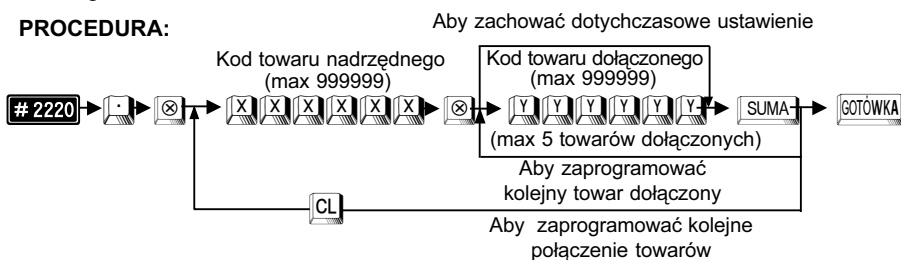 PROCEDURA:
Aby zachować dotychczasowe ustawienie
Kod towaru nadrzędnego
(max 999999)
Kod towaru dołączonego
(max 999999)
# 2220 · ⊗ X X X X X X ⊗ Y Y Y Y Y Y SUMA GOTÓWKA
(max 5 towarów dołączonych)
Aby zaprogramować
kolejny towar dołączony
CL
Aby zaprogramować kolejne
połączenie towarów